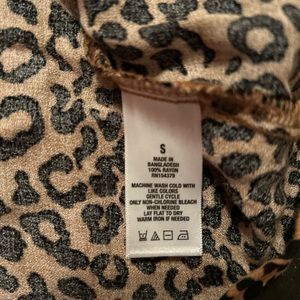 S
MADE IN
BANGLADESH
100% RAYON
RN154379
MACHINE WASH COLD WITH
LIKE COLORS
GENTLE CYCLE
ONLY NON-CHLORINE BLEACH
WHEN NEEDED
LAY FLAT TO DRY
WARM IRON IF NEEDED